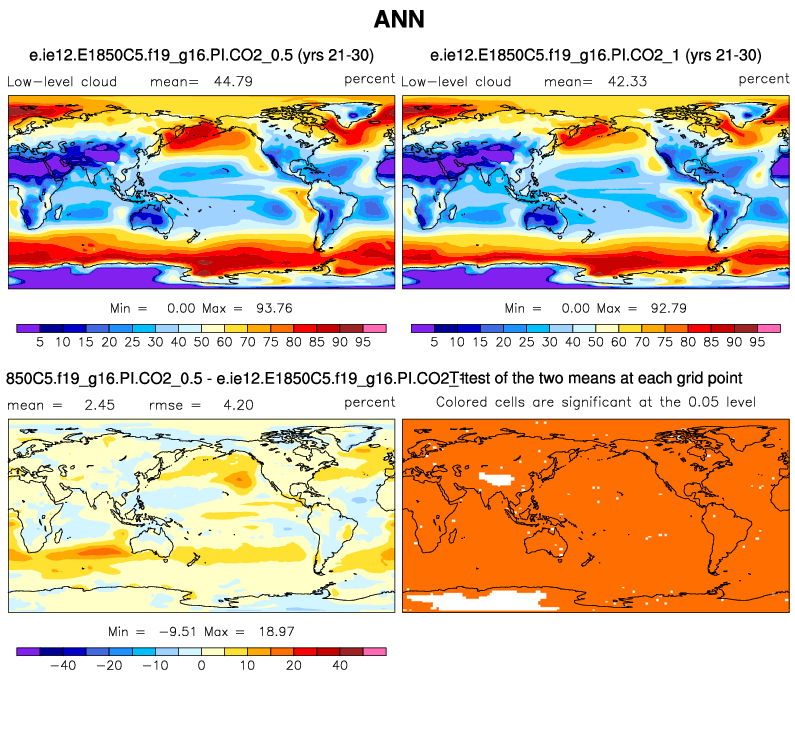 ANN
e.ie12.E1850C5.f19_g16.PI.CO2_0.5 (yrs 21-30)
Low-level cloud mean= 44.79 percent
Min = 0.00 Max = 93.76
5 10 15 20 25 30 40 50 60 70 75 80 85 90 95
e.ie12.E1850C5.f19_g16.PI.CO2_1 (yrs 21-30)
Low-level cloud mean= 42.33 percent
Min = 0.00 Max = 92.79
5 10 15 20 25 30 40 50 60 70 75 80 85 90 95
850C5.f19_g16.PI.CO2_0.5 - e.ie12.E1850C5.f19_g16.PI.CO2_1
mean = 2.45 rmse = 4.20 percent
Min = -9.51 Max = 18.97
-40 -20 -10 0 10 20 40
T-test of the two means at each grid point
Colored cells are significant at the 0.05 level